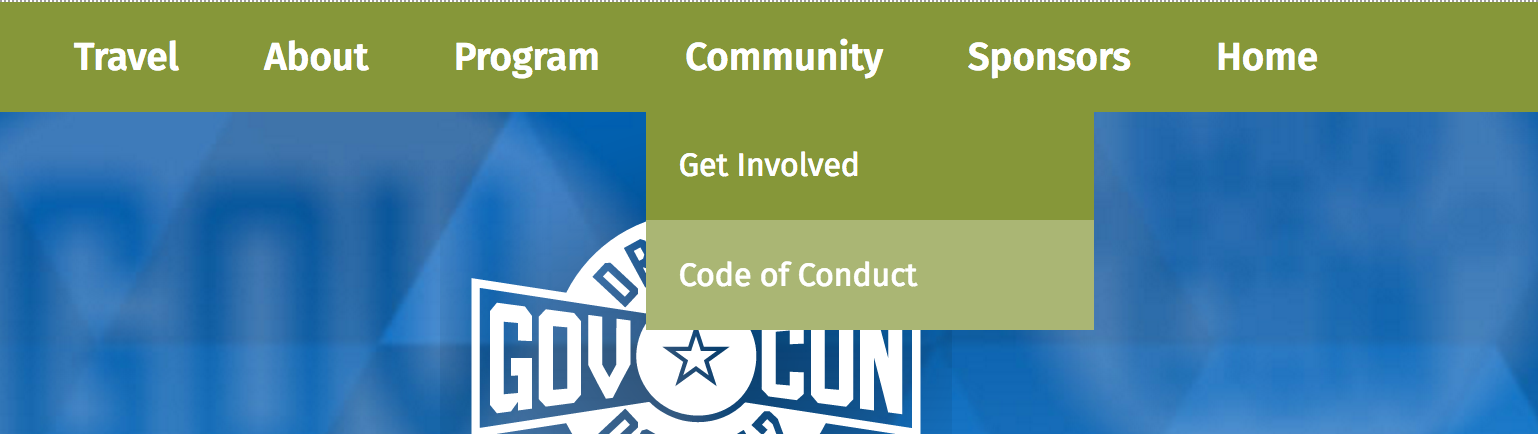 Travel About Program Community Sponsors Home
Get Involved
Code of Conduct
GOV CON